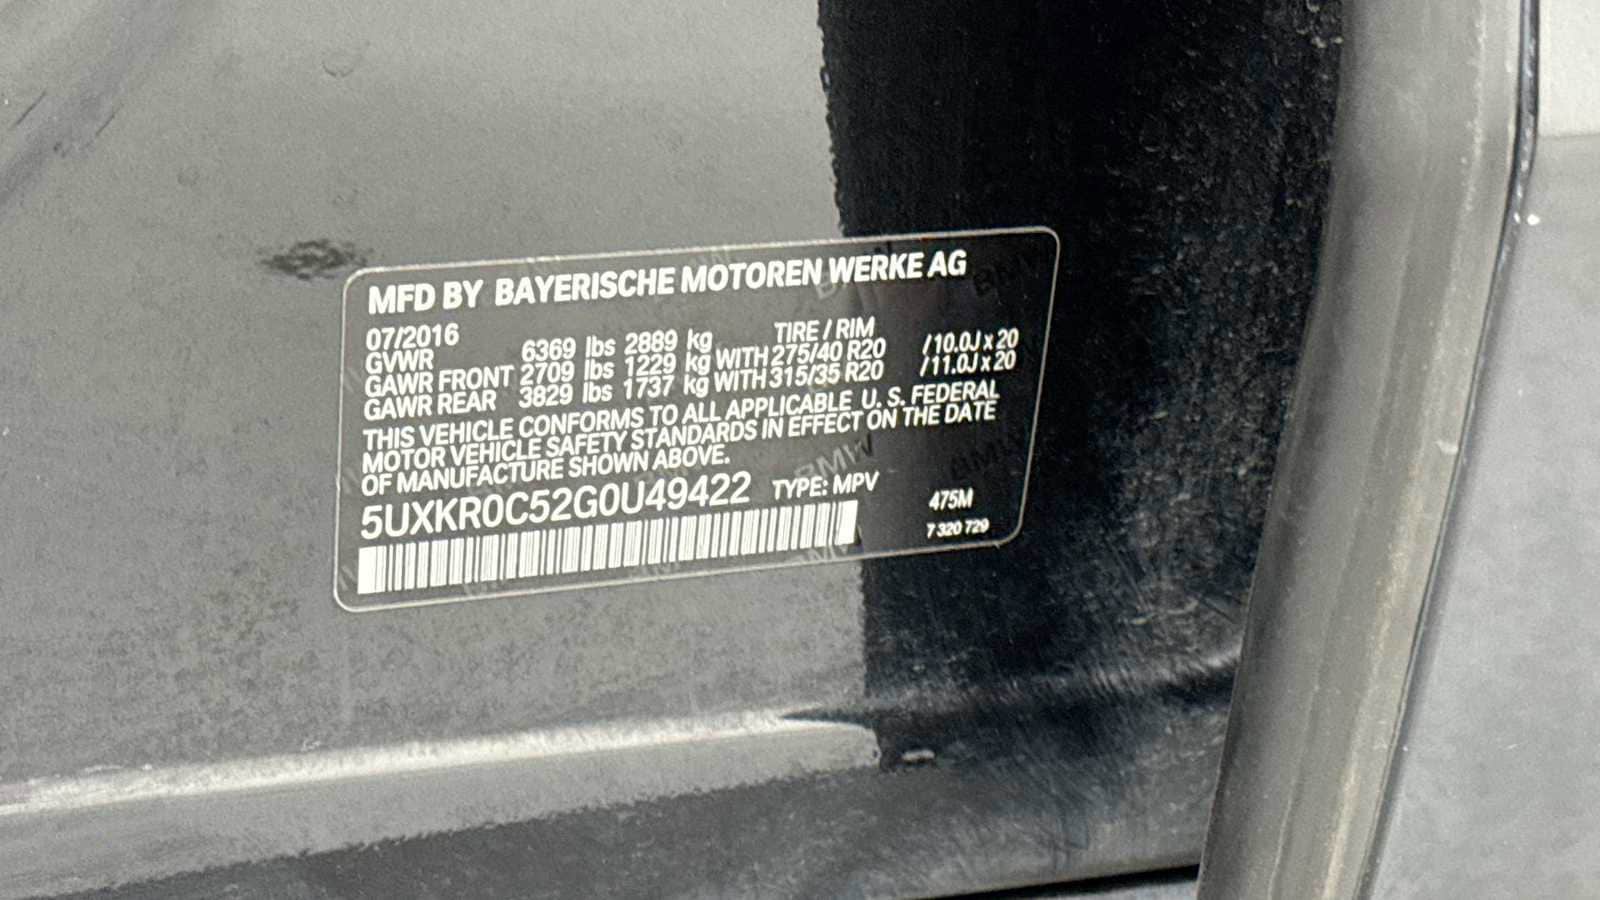 MFD BY BAYERISCHE MOTOREN WERKE AG
07/2016 TIRE / RIM
GVWR 6369 lbs 2889 kg
GAWR FRONT 2709 lbs 1229 kg WITH 275/40 R20 /10.0J x 20
GAWR REAR 3829 lbs 1737 kg WITH 315/35 R20 /11.0J x 20
THIS VEHICLE CONFORMS TO ALL APPLICABLE U. S. FEDERAL
MOTOR VEHICLE SAFETY STANDARDS IN EFFECT ON THE DATE
OF MANUFACTURE SHOWN ABOVE.
5UXKR0C52G0U49422 TYPE: MPV 475M
7 320 729